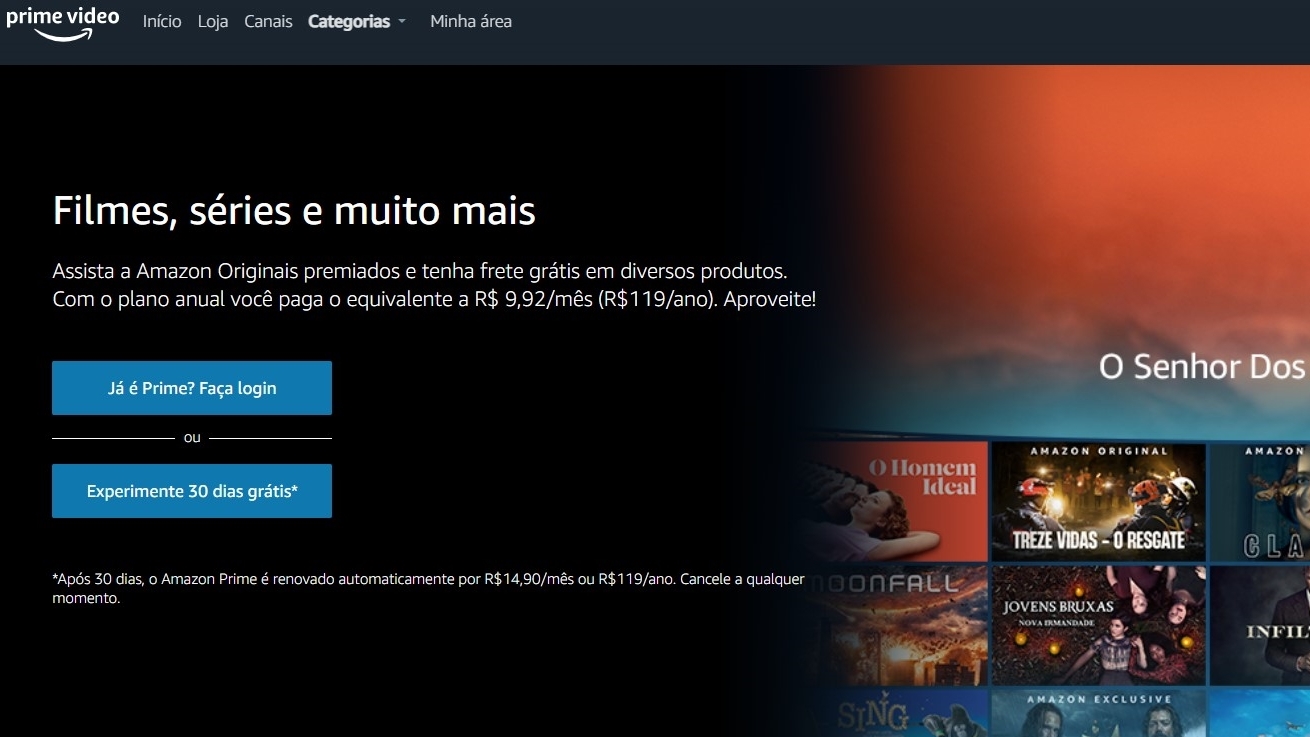 prime video
Início Loja Canais Categorias Minha área
Filmes, séries e muito mais
Assista a Amazon Originais premiados e tenha frete grátis em diversos produtos.
Com o plano anual você paga o equivalente a R$ 9,92/mês (R$119/ano). Aproveite!
Já é Prime? Faça login
ou
Experimente 30 dias grátis*
*Após 30 dias, o Amazon Prime é renovado automaticamente por R$14,90/mês ou R$119/ano. Cancele a qualquer
momento.
O Senhor Dos
O Homem
Ideal
AMAZON ORIGINAL
TREZE VIDAS – O RESGATE
AMAZON
CLA
MOONFALL
JOVENS BRUXAS
NOVA IRMANDADE
INFIL
SING
AMAZON EXCLUSIVE